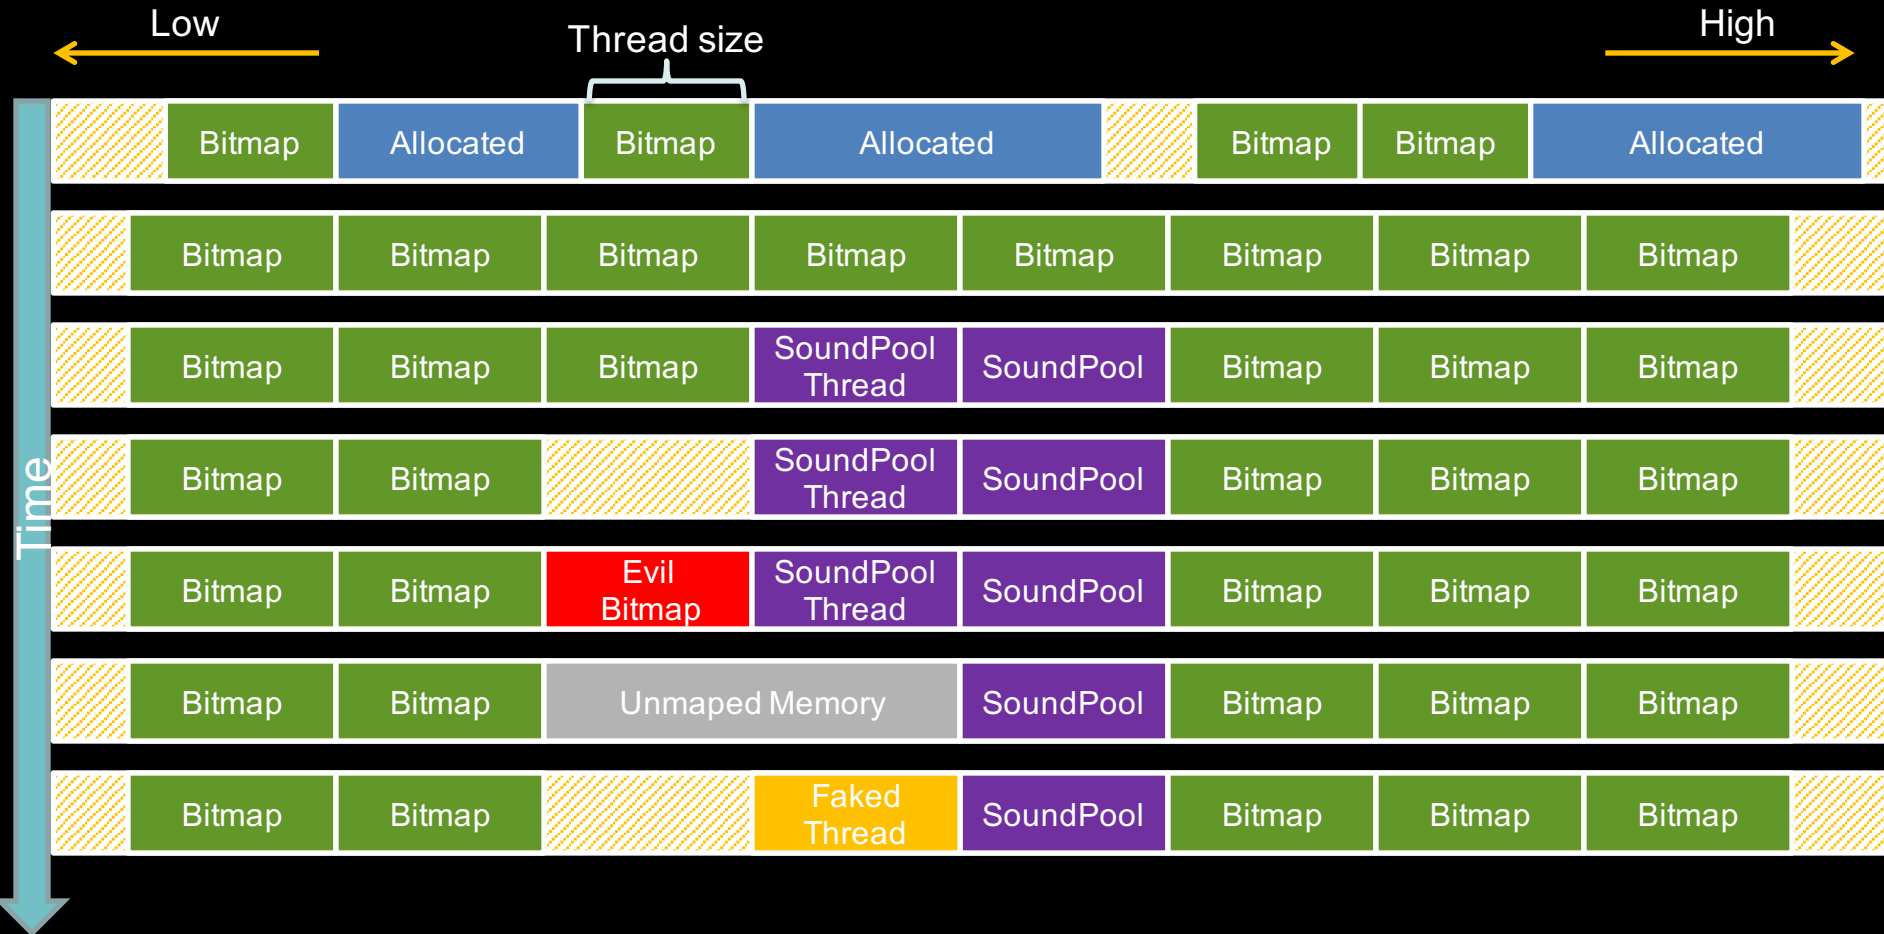 Low
Thread size
High
Time
Bitmap Allocated Bitmap Allocated Bitmap Bitmap Allocated
Bitmap Bitmap Bitmap Bitmap Bitmap Bitmap Bitmap Bitmap
Bitmap Bitmap Bitmap SoundPool Thread SoundPool Bitmap Bitmap Bitmap
Bitmap Bitmap SoundPool Thread SoundPool Bitmap Bitmap Bitmap
Bitmap Bitmap Evil Bitmap SoundPool Thread SoundPool Bitmap Bitmap Bitmap
Bitmap Bitmap Unmaped Memory SoundPool Bitmap Bitmap Bitmap
Bitmap Bitmap Faked Thread SoundPool Bitmap Bitmap Bitmap